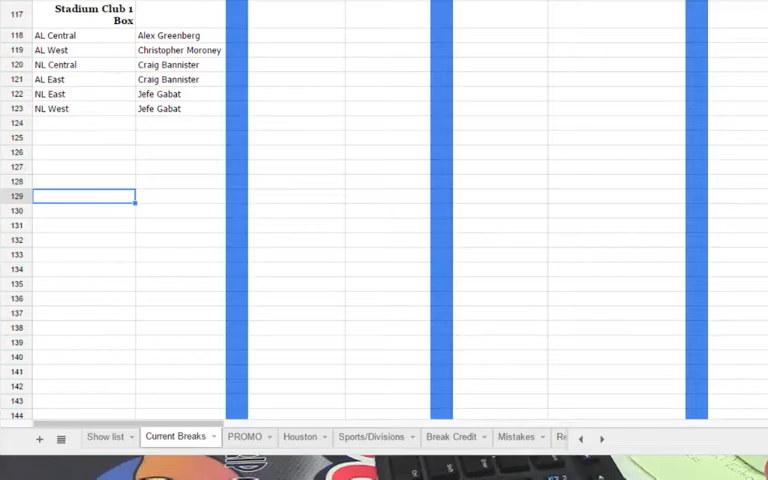 117 Stadium Club 1
Box
118 AL Central Alex Greenberg
119 AL West Christopher Moroney
120 NL Central Craig Bannister
121 AL East Craig Bannister
122 NL East Jefe Gabat
123 NL West Jefe Gabat
124
125
126
127
128
129
130
131
132
133
134
135
136
137
138
139
140
141
142
143
144
Show list Current Breaks PROMO Houston Sports/Divisions Break Credit Mistakes Re